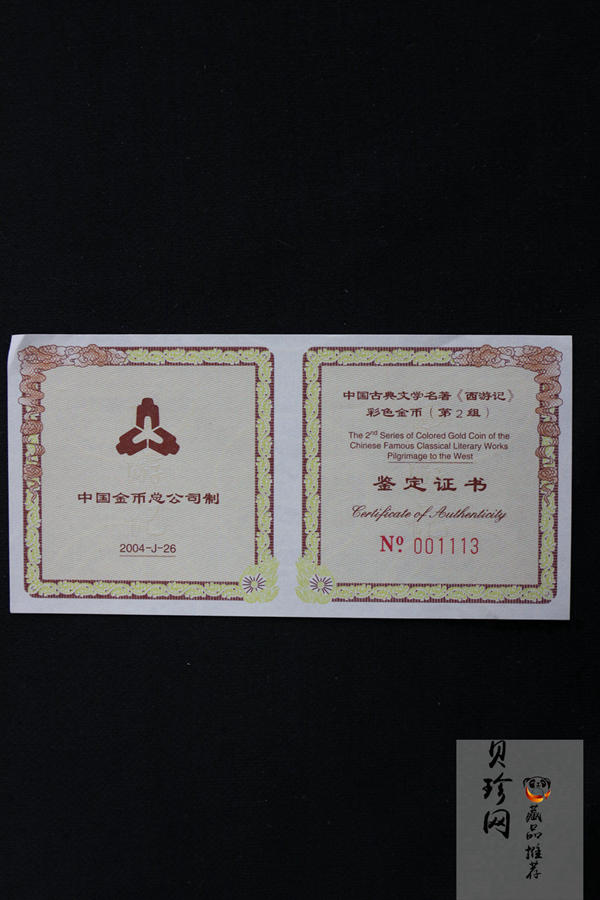 中国金币总公司制
2004-J-26
中国古典文学名著《西游记》
彩色金币（第2组）
The 2nd Series of Colored Gold Coin of the
Chinese Famous Classical Literary Works
Pilgrimage to the West
鉴定证书
Certificate of Authenticity
Nº 001113
贝珍网
藏品推荐